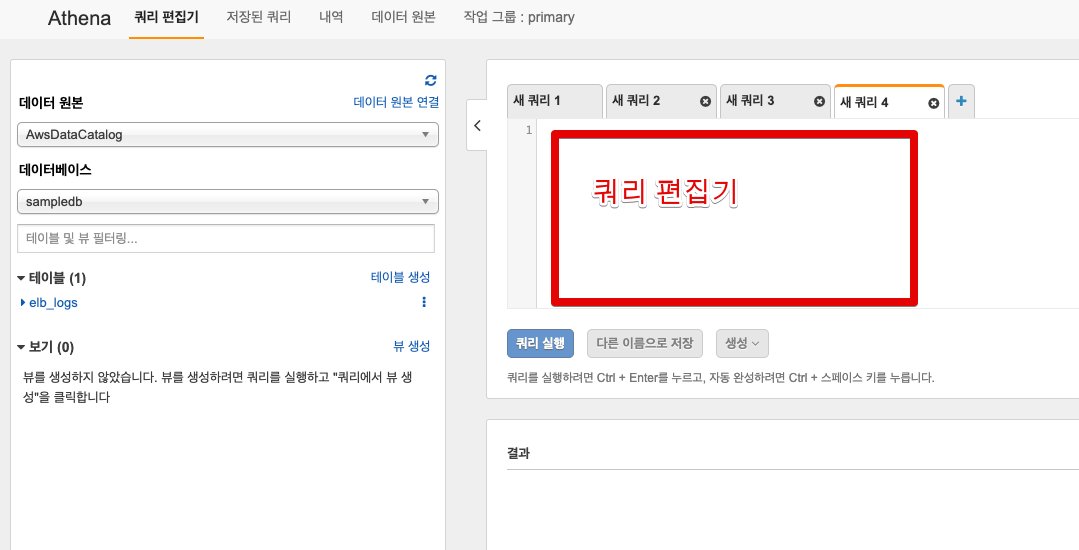 Athena 쿼리 편집기 저장된 쿼리 내역 데이터 원본 작업 그룹 : primary
데이터 원본 데이터 원본 연결
AwsDataCatalog
데이터베이스
sampledb
테이블 및 뷰 필터링...
테이블 (1) 테이블 생성
elb_logs
보기 (0) 뷰 생성
뷰를 생성하지 않았습니다. 뷰를 생성하려면 쿼리를 실행하고 "쿼리에서 뷰 생
성"을 클릭합니다
새 쿼리 1 새 쿼리 2 새 쿼리 3 새 쿼리 4
1
쿼리 편집기
쿼리 실행 다른 이름으로 저장 생성
쿼리를 실행하려면 Ctrl + Enter를 누르고, 자동 완성하려면 Ctrl + 스페이스 키를 누릅니다.
결과